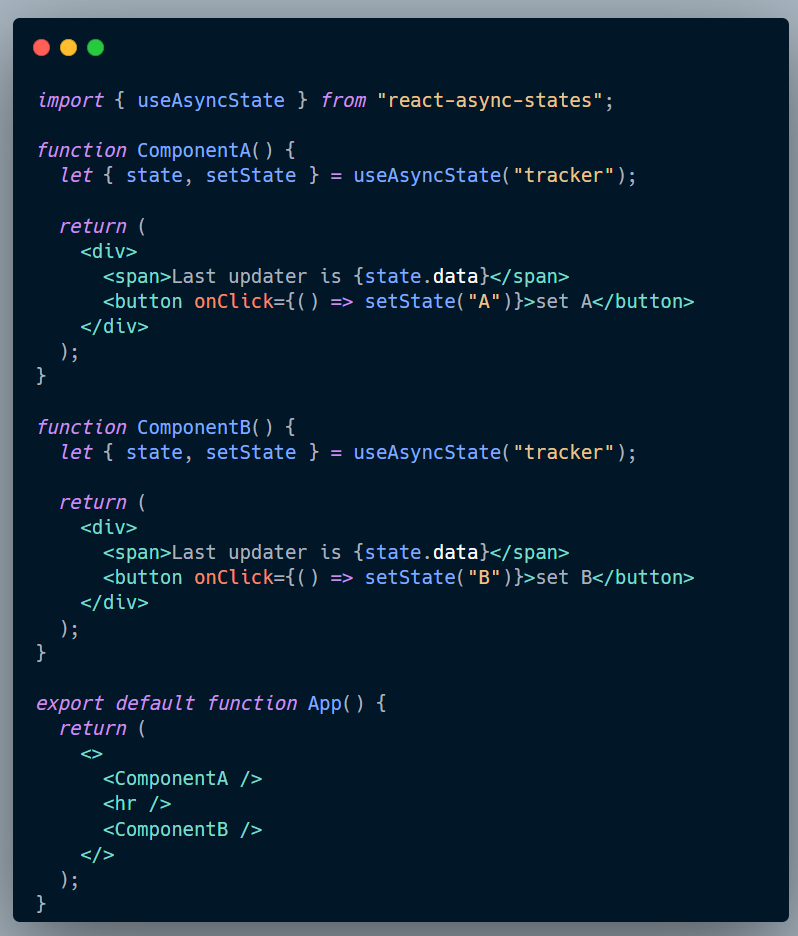 import { useAsyncState } from "react-async-states";

function ComponentA() {
  let { state, setState } = useAsyncState("tracker");

  return (
    <div>
      <span>Last updater is {state.data}</span>
      <button onClick={() => setState("A")}>set A</button>
    </div>
  );
}

function ComponentB() {
  let { state, setState } = useAsyncState("tracker");

  return (
    <div>
      <span>Last updater is {state.data}</span>
      <button onClick={() => setState("B")}>set B</button>
    </div>
  );
}

export default function App() {
  return (
    <>
      <ComponentA />
      <hr />
      <ComponentB />
    </>
  );
}